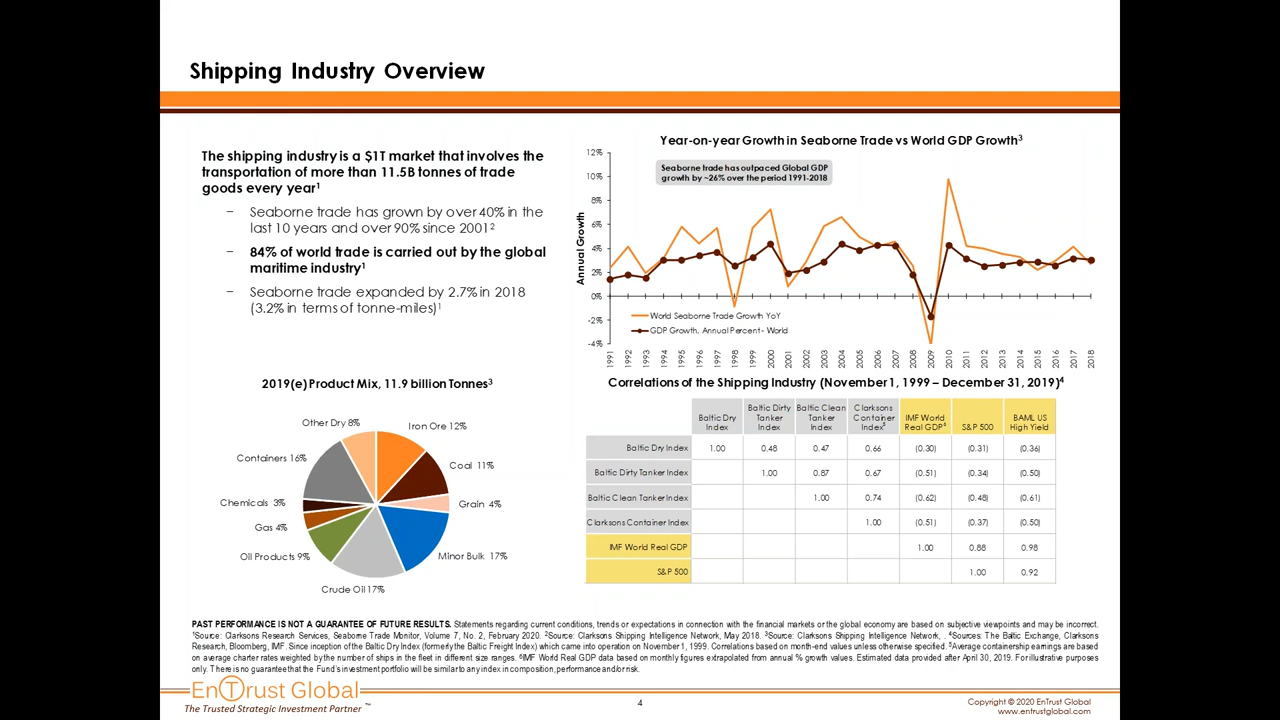 Shipping Industry Overview
The shipping industry is a $1T market that involves the
transportation of more than 11.5B tonnes of trade
goods every year1
– Seaborne trade has grown by over 40% in the
last 10 years and over 90% since 20012
– 84% of world trade is carried out by the global
maritime industry1
– Seaborne trade expanded by 2.7% in 2018
(3.2% in terms of tonne-miles)1
Year-on-year Growth in Seaborne Trade vs World GDP Growth3
Seaborne trade has outpaced Global GDP
growth by ~26% over the period 1991-2018
Annual Growth
12%
10%
8%
6%
4%
2%
0%
-2%
-4%
World Seaborne Trade Growth YoY
GDP Growth, Annual Percent - World
1991 1992 1993 1994 1995 1996 1997 1998 1999 2000 2001 2002 2003 2004 2005 2006 2007 2008 2009 2010 2011 2012 2013 2014 2015 2016 2017 2018
2019(e) Product Mix, 11.9 billion Tonnes3
Other Dry 8%
Iron Ore 12%
Containers 16%
Coal 11%
Chemicals 3%
Grain 4%
Gas 4%
Oil Products 9%
Minor Bulk 17%
Crude Oil 17%
Correlations of the Shipping Industry (November 1, 1999 – December 31, 2019)4
Baltic Dry Index Baltic Dirty Tanker Index Baltic Clean Tanker Index Clarksons Container Index5 IMF World Real GDP6 S&P 500 BAML US High Yield
Baltic Dry Index 1.00 0.48 0.47 0.66 (0.30) (0.31) (0.36)
Baltic Dirty Tanker Index 1.00 0.87 0.67 (0.51) (0.34) (0.50)
Baltic Clean Tanker Index 1.00 0.74 (0.62) (0.48) (0.61)
Clarksons Container Index 1.00 (0.51) (0.37) (0.50)
IMF World Real GDP 1.00 0.88 0.98
S&P 500 1.00 0.92
PAST PERFORMANCE IS NOT A GUARANTEE OF FUTURE RESULTS. Statements regarding current conditions, trends or expectations in connection with the financial markets or the global economy are based on subjective viewpoints and may be incorrect.
1Source: Clarksons Research Services, Seaborne Trade Monitor, Volume 7, No. 2, February 2020. 2Source: Clarksons Shipping Intelligence Network, May 2018. 3Source: Clarksons Shipping Intelligence Network, . 4Sources: The Baltic Exchange, Clarksons
Research, Bloomberg, IMF. Since inception of the Baltic Dry Index (formerly the Baltic Freight Index) which came into operation on November 1, 1999. Correlations based on month-end values unless otherwise specified. 5Average containership earnings are based
on average charter rates weighted by the number of ships in the fleet in different size ranges. 6IMF World Real GDP data based on monthly figures extrapolated from annual % growth values. Estimated data provided after April 30, 2019. For illustrative purposes
only. There is no guarantee that the Fund's investment portfolio will be similar to any index in composition, performance and/or risk.
EnTrust Global
The Trusted Strategic Investment Partner ™
4
Copyright © 2020 EnTrust Global
www.entrustglobal.com